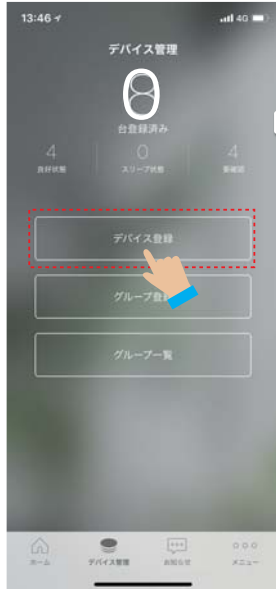 13:46
4G
デバイス管理
0
台登録済み
4 0 4
良好状態 スリープ状態 要確認
デバイス登録
グループ登録
グループ一覧
ホーム デバイス管理 お知らせ メニュー